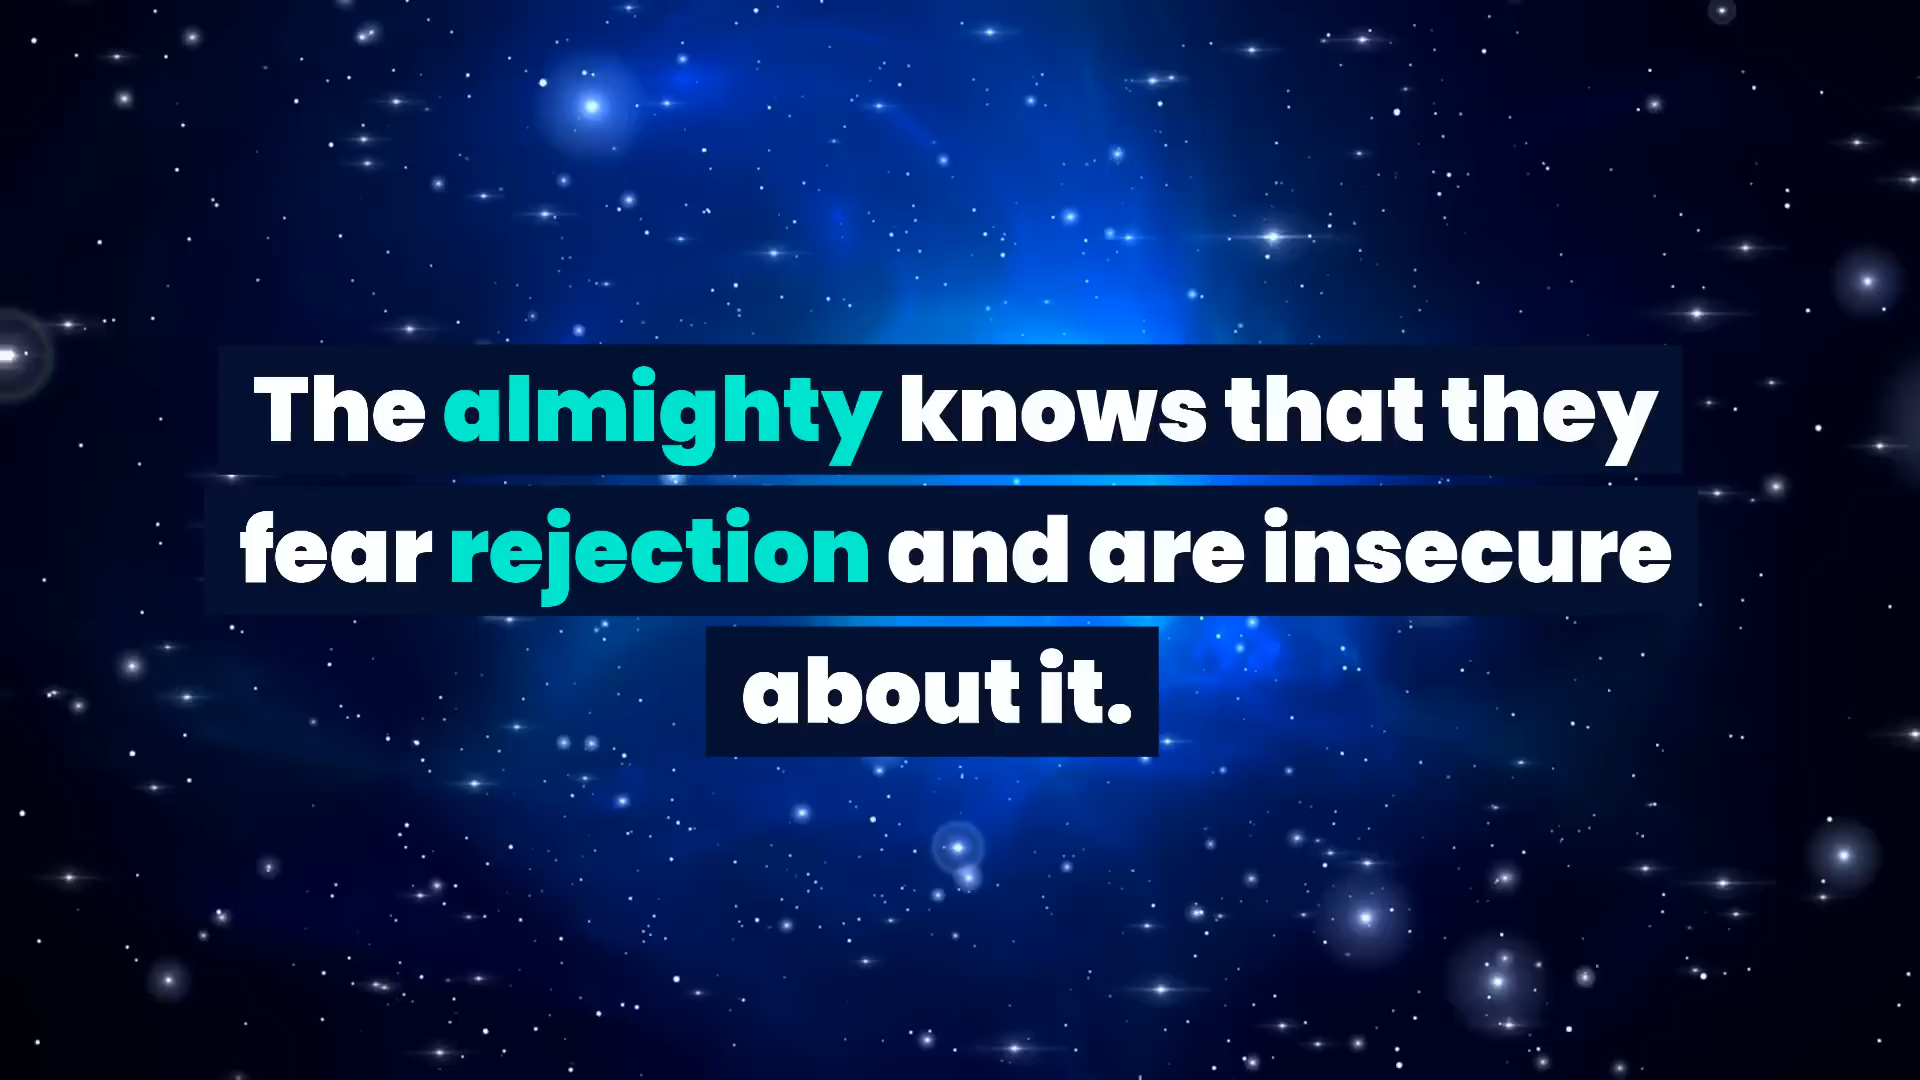 The almighty knows that they
fear rejection and are insecure
about it.